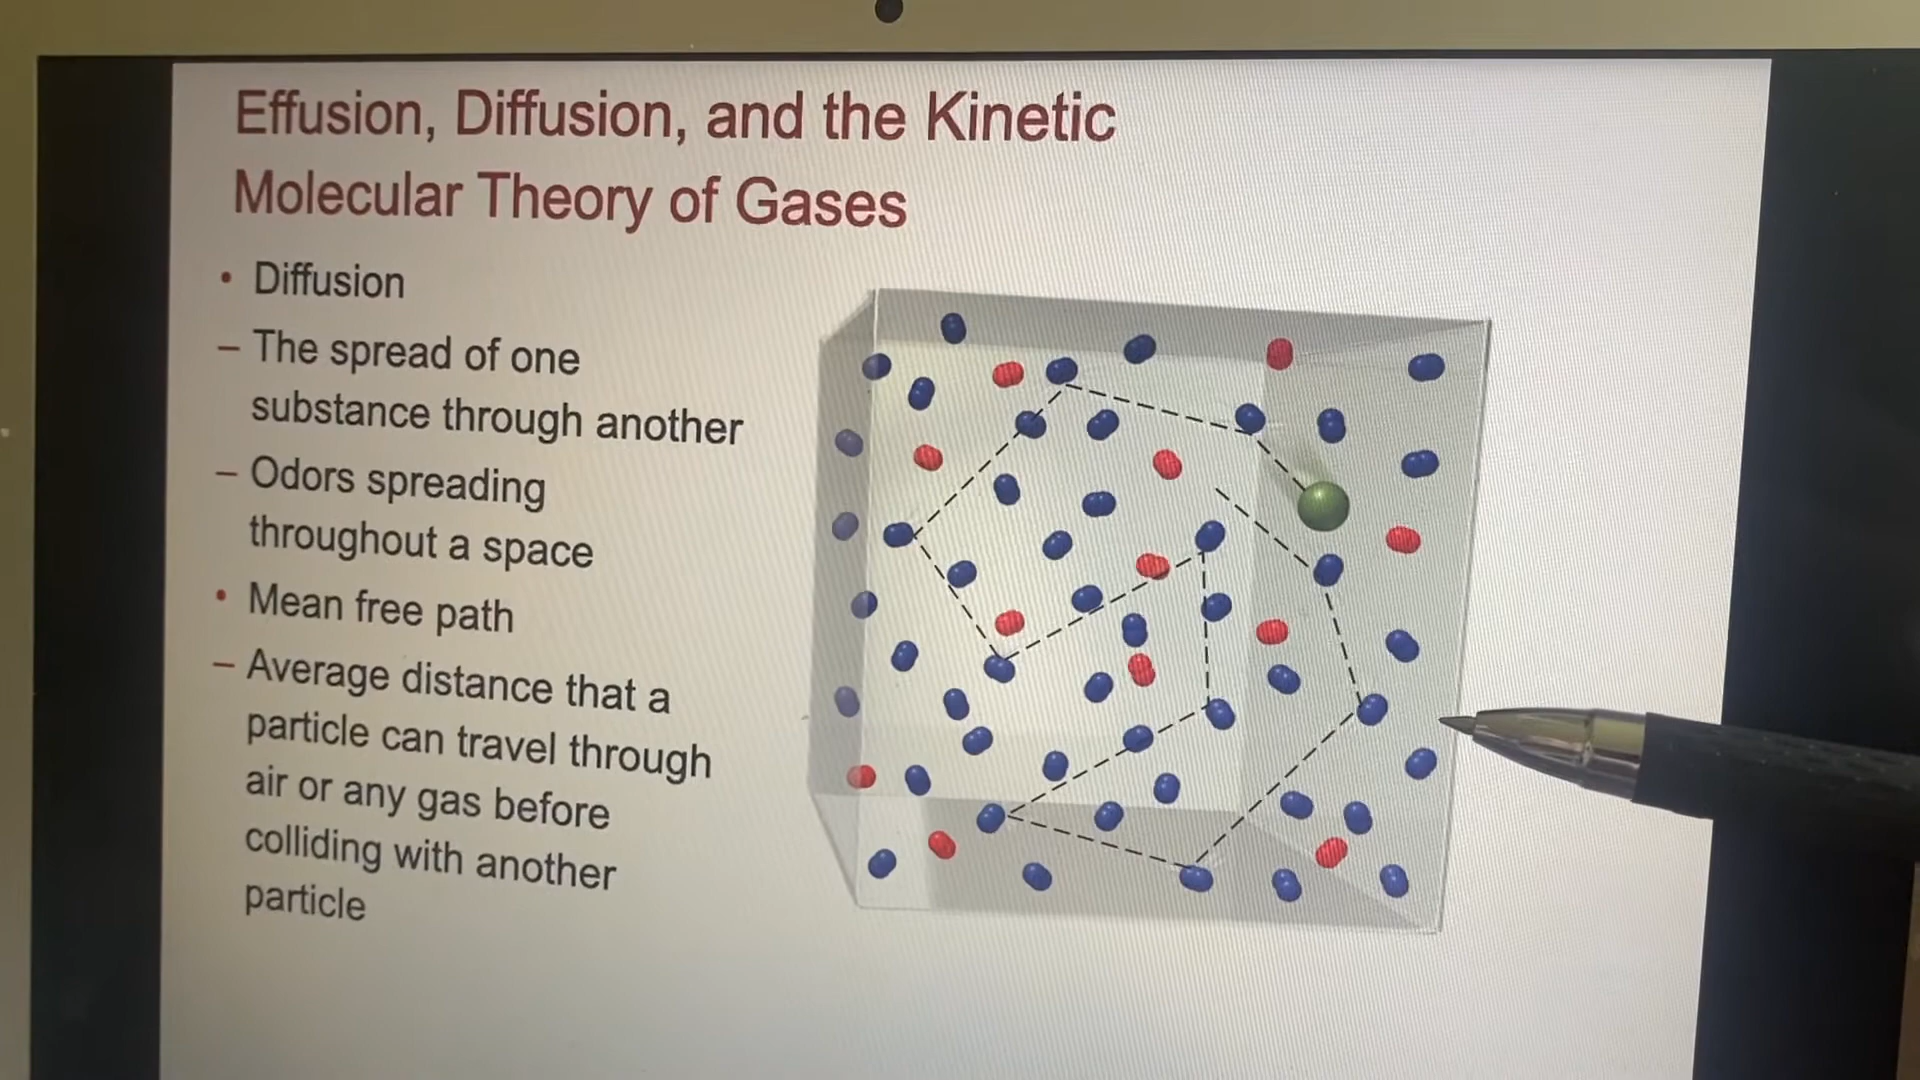 Effusion, Diffusion, and the Kinetic
Molecular Theory of Gases
• Diffusion
– The spread of one
substance through another
– Odors spreading
throughout a space
• Mean free path
– Average distance that a
particle can travel through
air or any gas before
colliding with another
particle